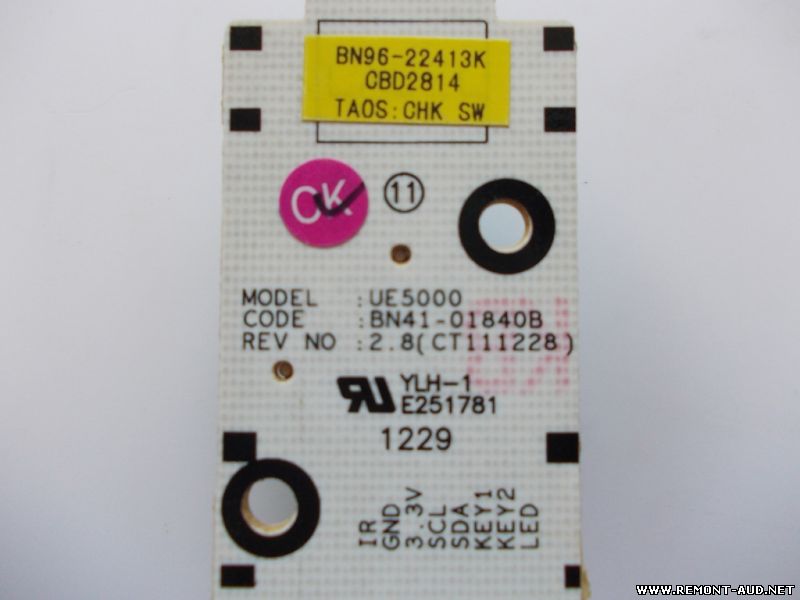 BN96-22413K
CBD2814
TAOS:CHK SW
CK
11
MODEL :UE5000
CODE :BN41-01840B
REV NO :2.8(CT111228)
YLH-1
E251781
1229
IR
GND
3.3V
SCL
SDA
KEY1
KEY2
LED
WWW.REMONT-AUD.NET